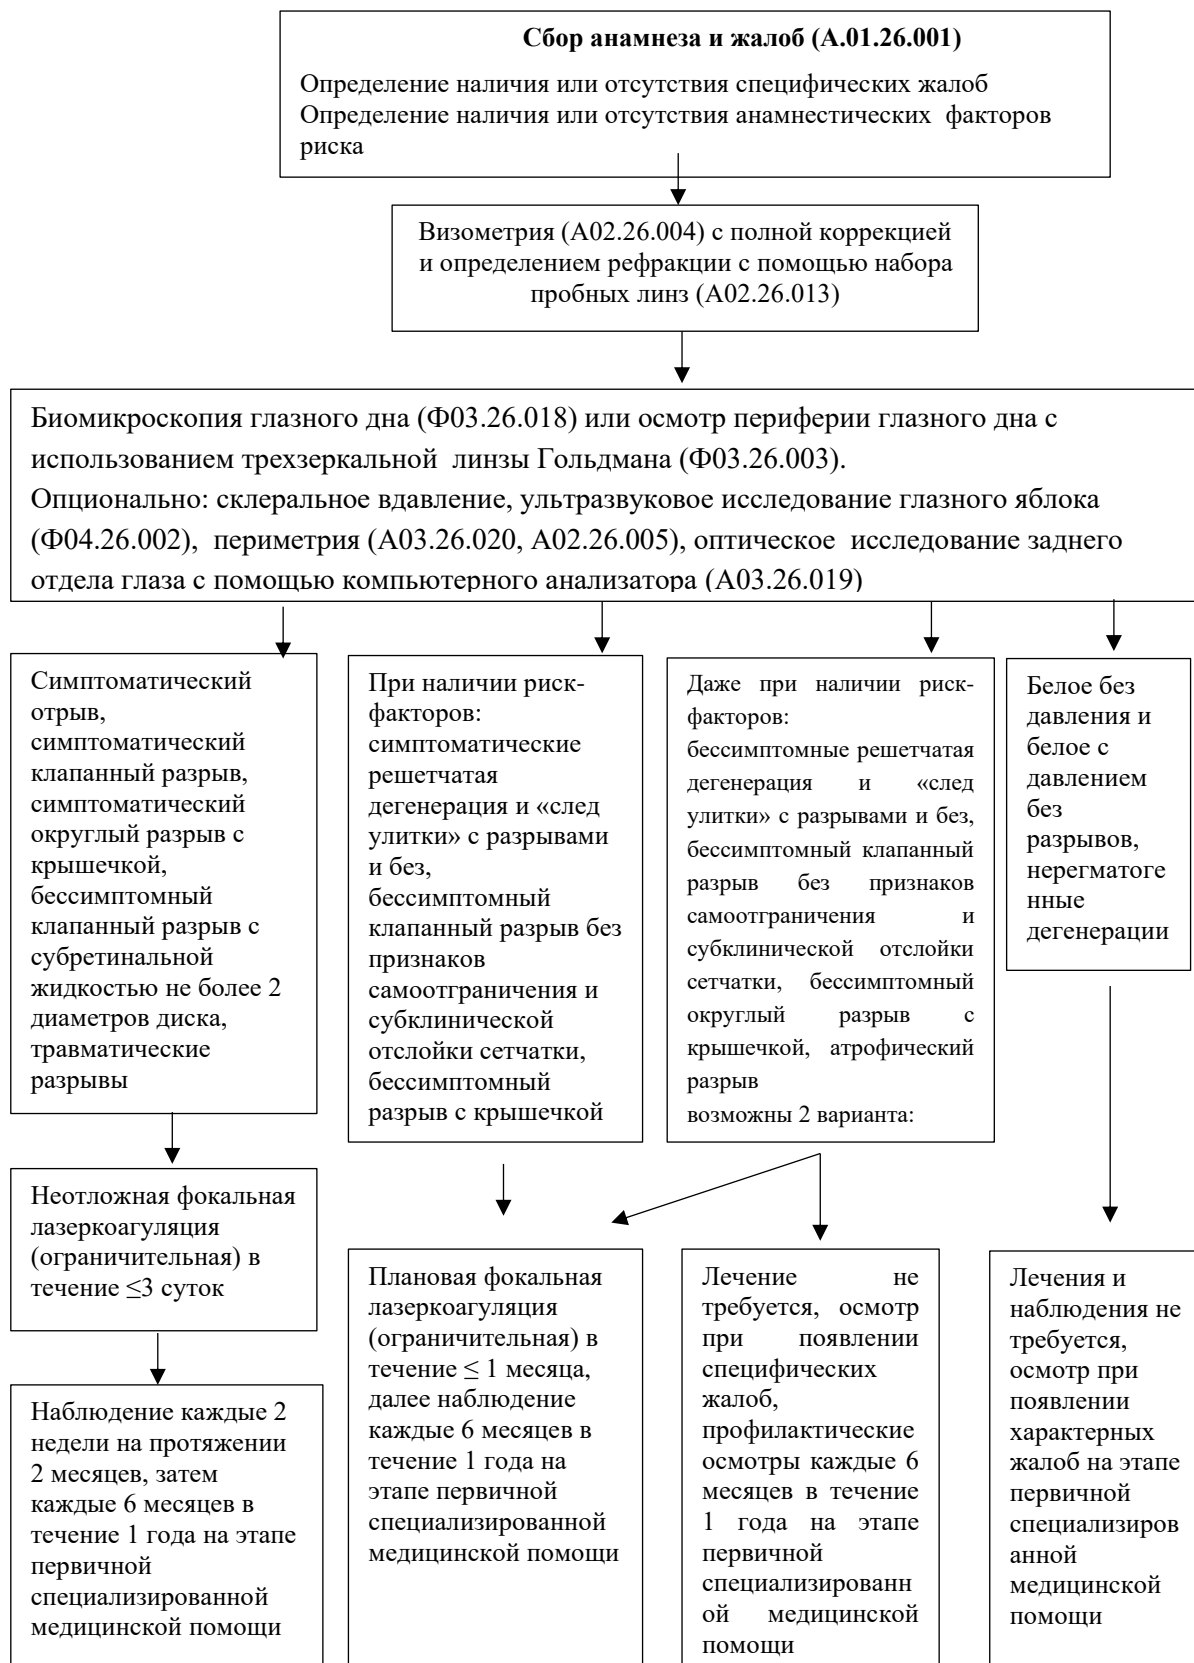 Сбор анамнеза и жалоб (А.01.26.001)
Определение наличия или отсутствия специфических жалоб
Определение наличия или отсутствия анамнестических факторов
риска
Визометрия (А02.26.004) с полной коррекцией
и определением рефракции с помощью набора
пробных линз (А02.26.013)
Биомикроскопия глазного дна (Ф03.26.018) или осмотр периферии глазного дна с
использованием трехзеркальной линзы Гольдмана (Ф03.26.003).
Опционально: склеральное вдавление, ультразвуковое исследование глазного яблока
(Ф04.26.002), периметрия (А03.26.020, А02.26.005), оптическое исследование заднего
отдела глаза с помощью компьютерного анализатора (А03.26.019)
Симптоматический
отрыв,
симптоматический
клапанный разрыв,
симптоматический
округлый разрыв с
крышечкой,
бессимптомный
клапанный разрыв с
субретинальной
жидкостью не более 2
диаметров диска,
травматические
разрывы
При наличии риск-
факторов:
симптоматические
решетчатая
дегенерация и «след
улитки» с разрывами
и без,
бессимптомный
клапанный разрыв без
признаков
самоотграничения и
субклинической
отслойки сетчатки,
бессимптомный
разрыв с крышечкой
Даже при наличии риск-
факторов:
бессимптомные решетчатая
дегенерация и «след
улитки» с разрывами и без,
бессимптомный клапанный
разрыв без признаков
самоотграничения и
субклинической отслойки
сетчатки, бессимптомный
округлый разрыв с
крышечкой, атрофический
разрыв
возможны 2 варианта:
Белое без
давления и
белое с
давлением
без
разрывов,
нерегматоге
нные
дегенерации
Неотложная фокальная
лазеркоагуляция
(ограничительная) в
течение ≤3 суток
Наблюдение каждые 2
недели на протяжении
2 месяцев, затем
каждые 6 месяцев в
течение 1 года на этапе
первичной
специализированной
медицинской помощи
Плановая фокальная
лазеркоагуляция
(ограничительная) в
течение ≤ 1 месяца,
далее наблюдение
каждые 6 месяцев в
течение 1 года на
этапе первичной
специализированной
медицинской помощи
Лечение не
требуется, осмотр
при появлении
специфических
жалоб,
профилактические
осмотры каждые 6
месяцев в течение
1 года на этапе
первичной
специализированн
ой медицинской
помощи
Лечения и
наблюдения не
требуется,
осмотр при
появлении
характерных
жалоб на этапе
первичной
специализиров
анной
медицинской
помощи